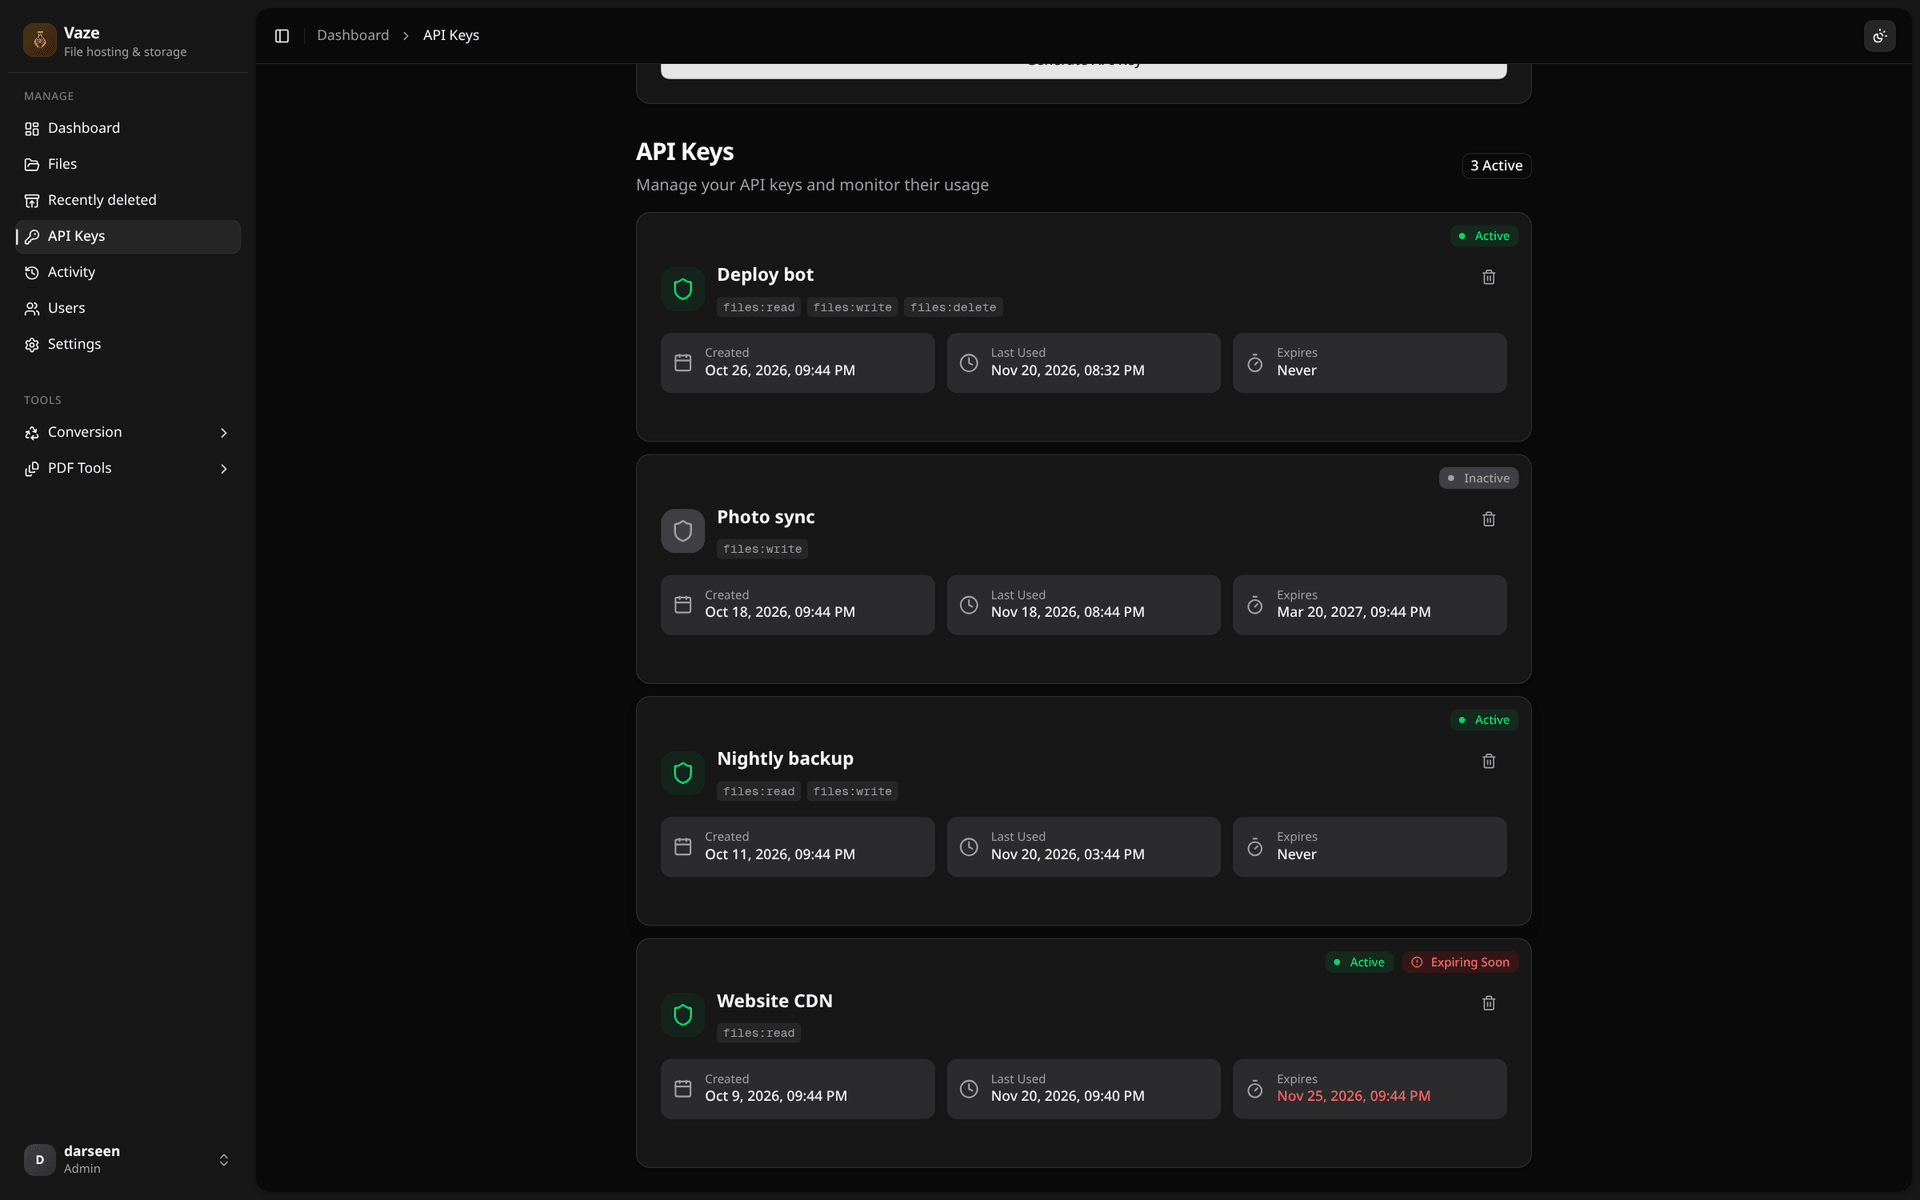 Vaze
File hosting & storage
MANAGE
Dashboard
Files
Recently deleted
API Keys
Activity
Users
Settings
TOOLS
Conversion
PDF Tools
D
darseen
Admin
Dashboard > API Keys
Generate API Key
API Keys
Manage your API keys and monitor their usage
3 Active
Active
Deploy bot
files:read files:write files:delete
Created
Oct 26, 2026, 09:44 PM
Last Used
Nov 20, 2026, 08:32 PM
Expires
Never
Inactive
Photo sync
files:write
Created
Oct 18, 2026, 09:44 PM
Last Used
Nov 18, 2026, 08:44 PM
Expires
Mar 20, 2027, 09:44 PM
Active
Nightly backup
files:read files:write
Created
Oct 11, 2026, 09:44 PM
Last Used
Nov 20, 2026, 03:44 PM
Expires
Never
Active
Expiring Soon
Website CDN
files:read
Created
Oct 9, 2026, 09:44 PM
Last Used
Nov 20, 2026, 09:40 PM
Expires
Nov 25, 2026, 09:44 PM